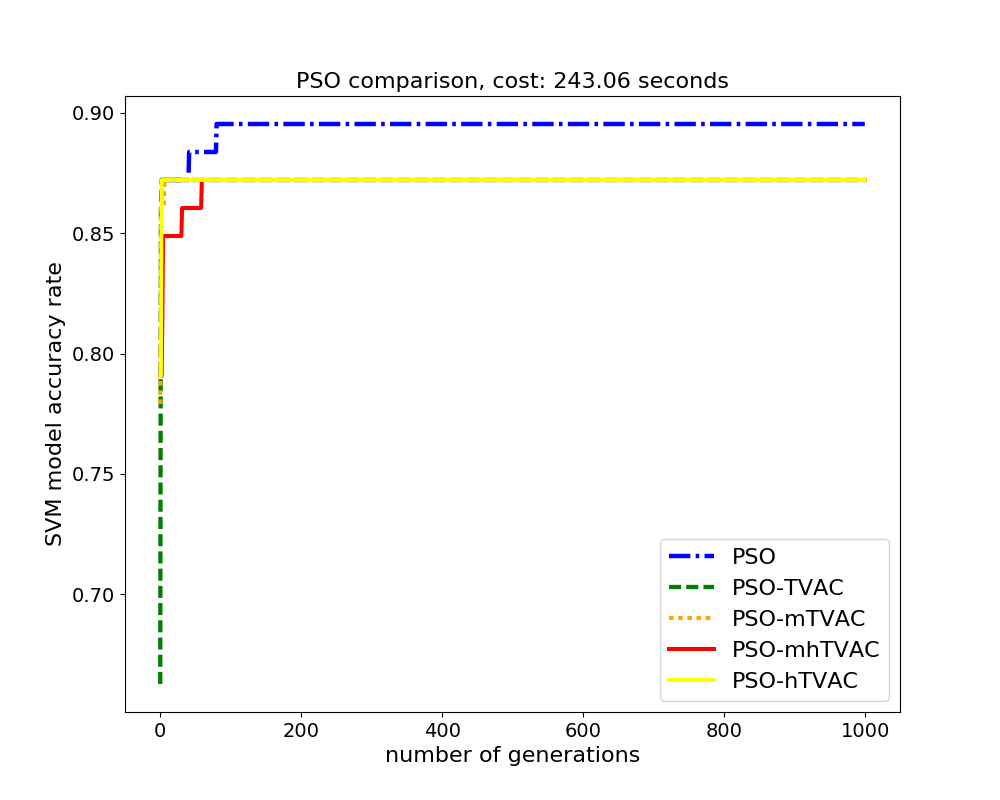 PSO comparison, cost: 243.06 seconds
0.90
0.85
0.80
0.75
0.70
SVM model accuracy rate
0 200 400 600 800 1000
number of generations
PSO
PSO-TVAC
PSO-mTVAC
PSO-mhTVAC
PSO-hTVAC